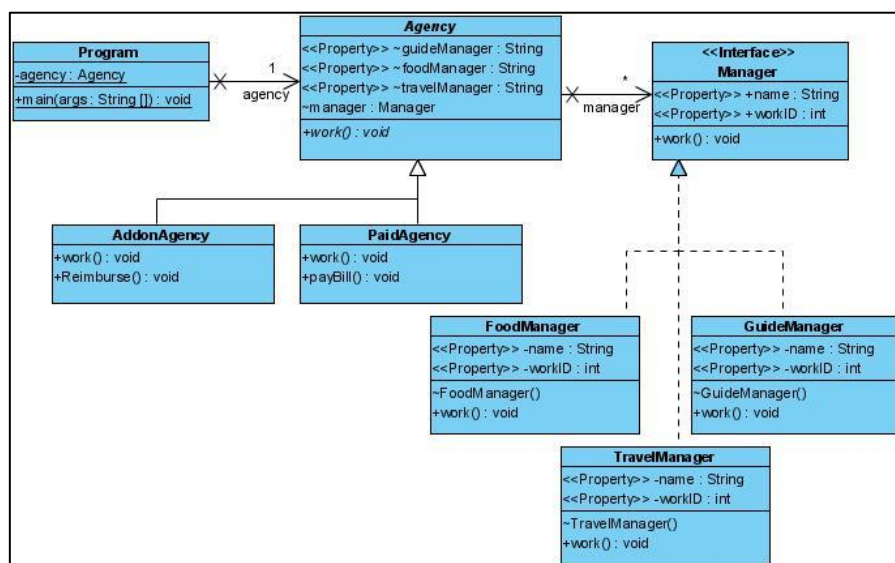 Program
-agency : Agency
+main(args : String []) : void
1
agency
Agency
<<Property>> ~guideManager : String
<<Property>> ~foodManager : String
<<Property>> ~travelManager : String
~manager : Manager
+work() : void
*
manager
<<Interface>>
Manager
<<Property>> +name : String
<<Property>> +workID : int
+work() : void
AddonAgency
+work() : void
+Reimburse() : void
PaidAgency
+work() : void
+payBill() : void
FoodManager
<<Property>> -name : String
<<Property>> -workID : int
~FoodManager()
+work() : void
GuideManager
<<Property>> -name : String
<<Property>> -workID : int
~GuideManager()
+work() : void
TravelManager
<<Property>> -name : String
<<Property>> -workID : int
~TravelManager()
+work() : void